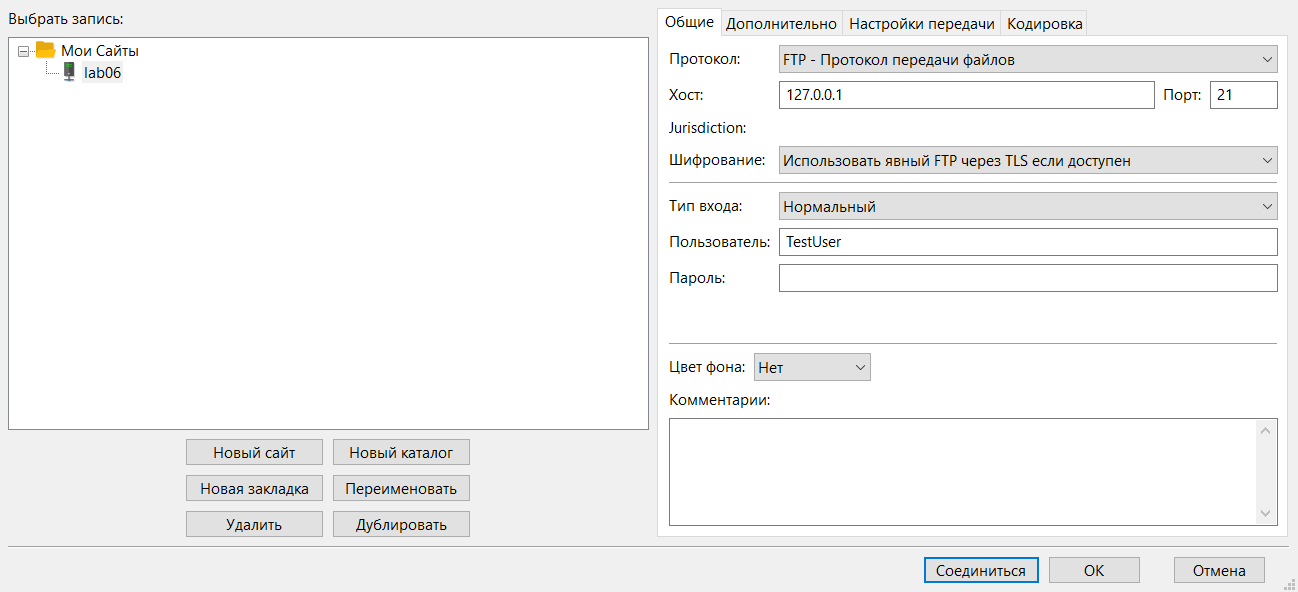 Выбрать запись:
Мои Сайты
lab06
Новый сайт
Новый каталог
Новая закладка
Переименовать
Удалить
Дублировать
Общие
Дополнительно
Настройки передачи
Кодировка
Протокол:
FTP - Протокол передачи файлов
Хост:
127.0.0.1
Порт:
21
Jurisdiction:
Шифрование:
Использовать явный FTP через TLS если доступен
Тип входа:
Нормальный
Пользователь:
TestUser
Пароль:
Цвет фона:
Нет
Комментарии:
Соединиться
OK
Отмена